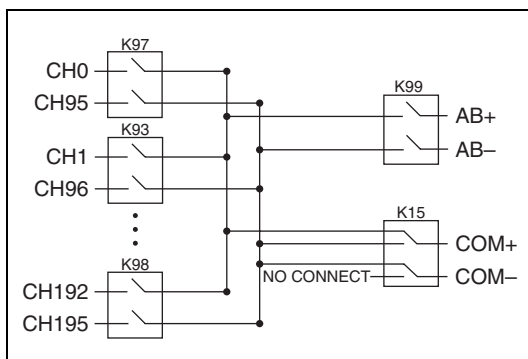 K97
CH0
CH95
K99
AB+
AB–
K93
CH1
CH96
K15
COM+
NO CONNECT
COM–
K98
CH192
CH195